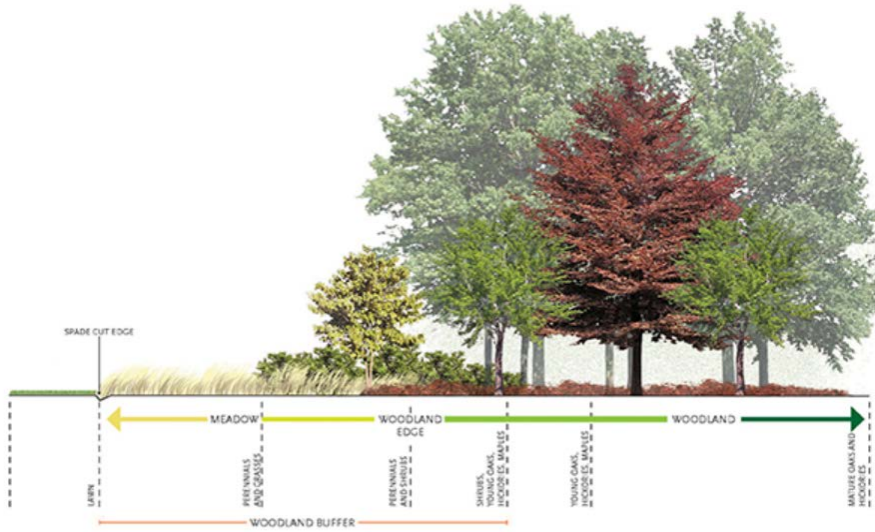 SPADE CUT EDGE
MEADOW
WOODLAND
EDGE
WOODLAND
LAWN
PERENNIALS
AND GRASSES
PERENNIALS
AND SHRUBS
SHRUBS,
YOUNG OAKS,
HICKORIES, MAPLES
YOUNG OAKS,
HICKORIES, MAPLES
MATURE OAKS AND
HICKORIES
WOODLAND BUFFER